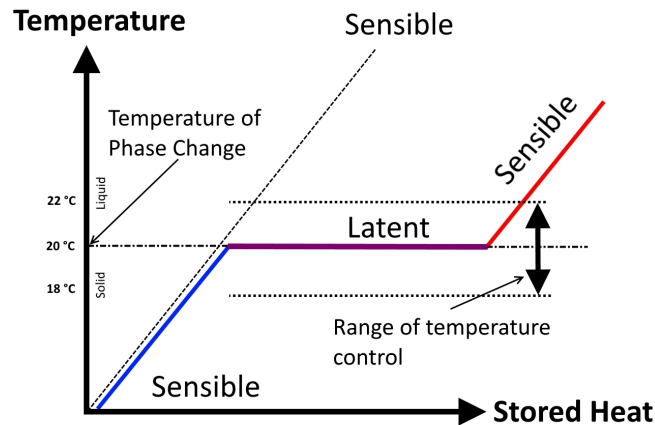 Temperature
Sensible
Temperature of
Phase Change
Sensible
22 °C
Liquid
Latent
20 °C
Solid
18 °C
Range of temperature
control
Sensible
Stored Heat